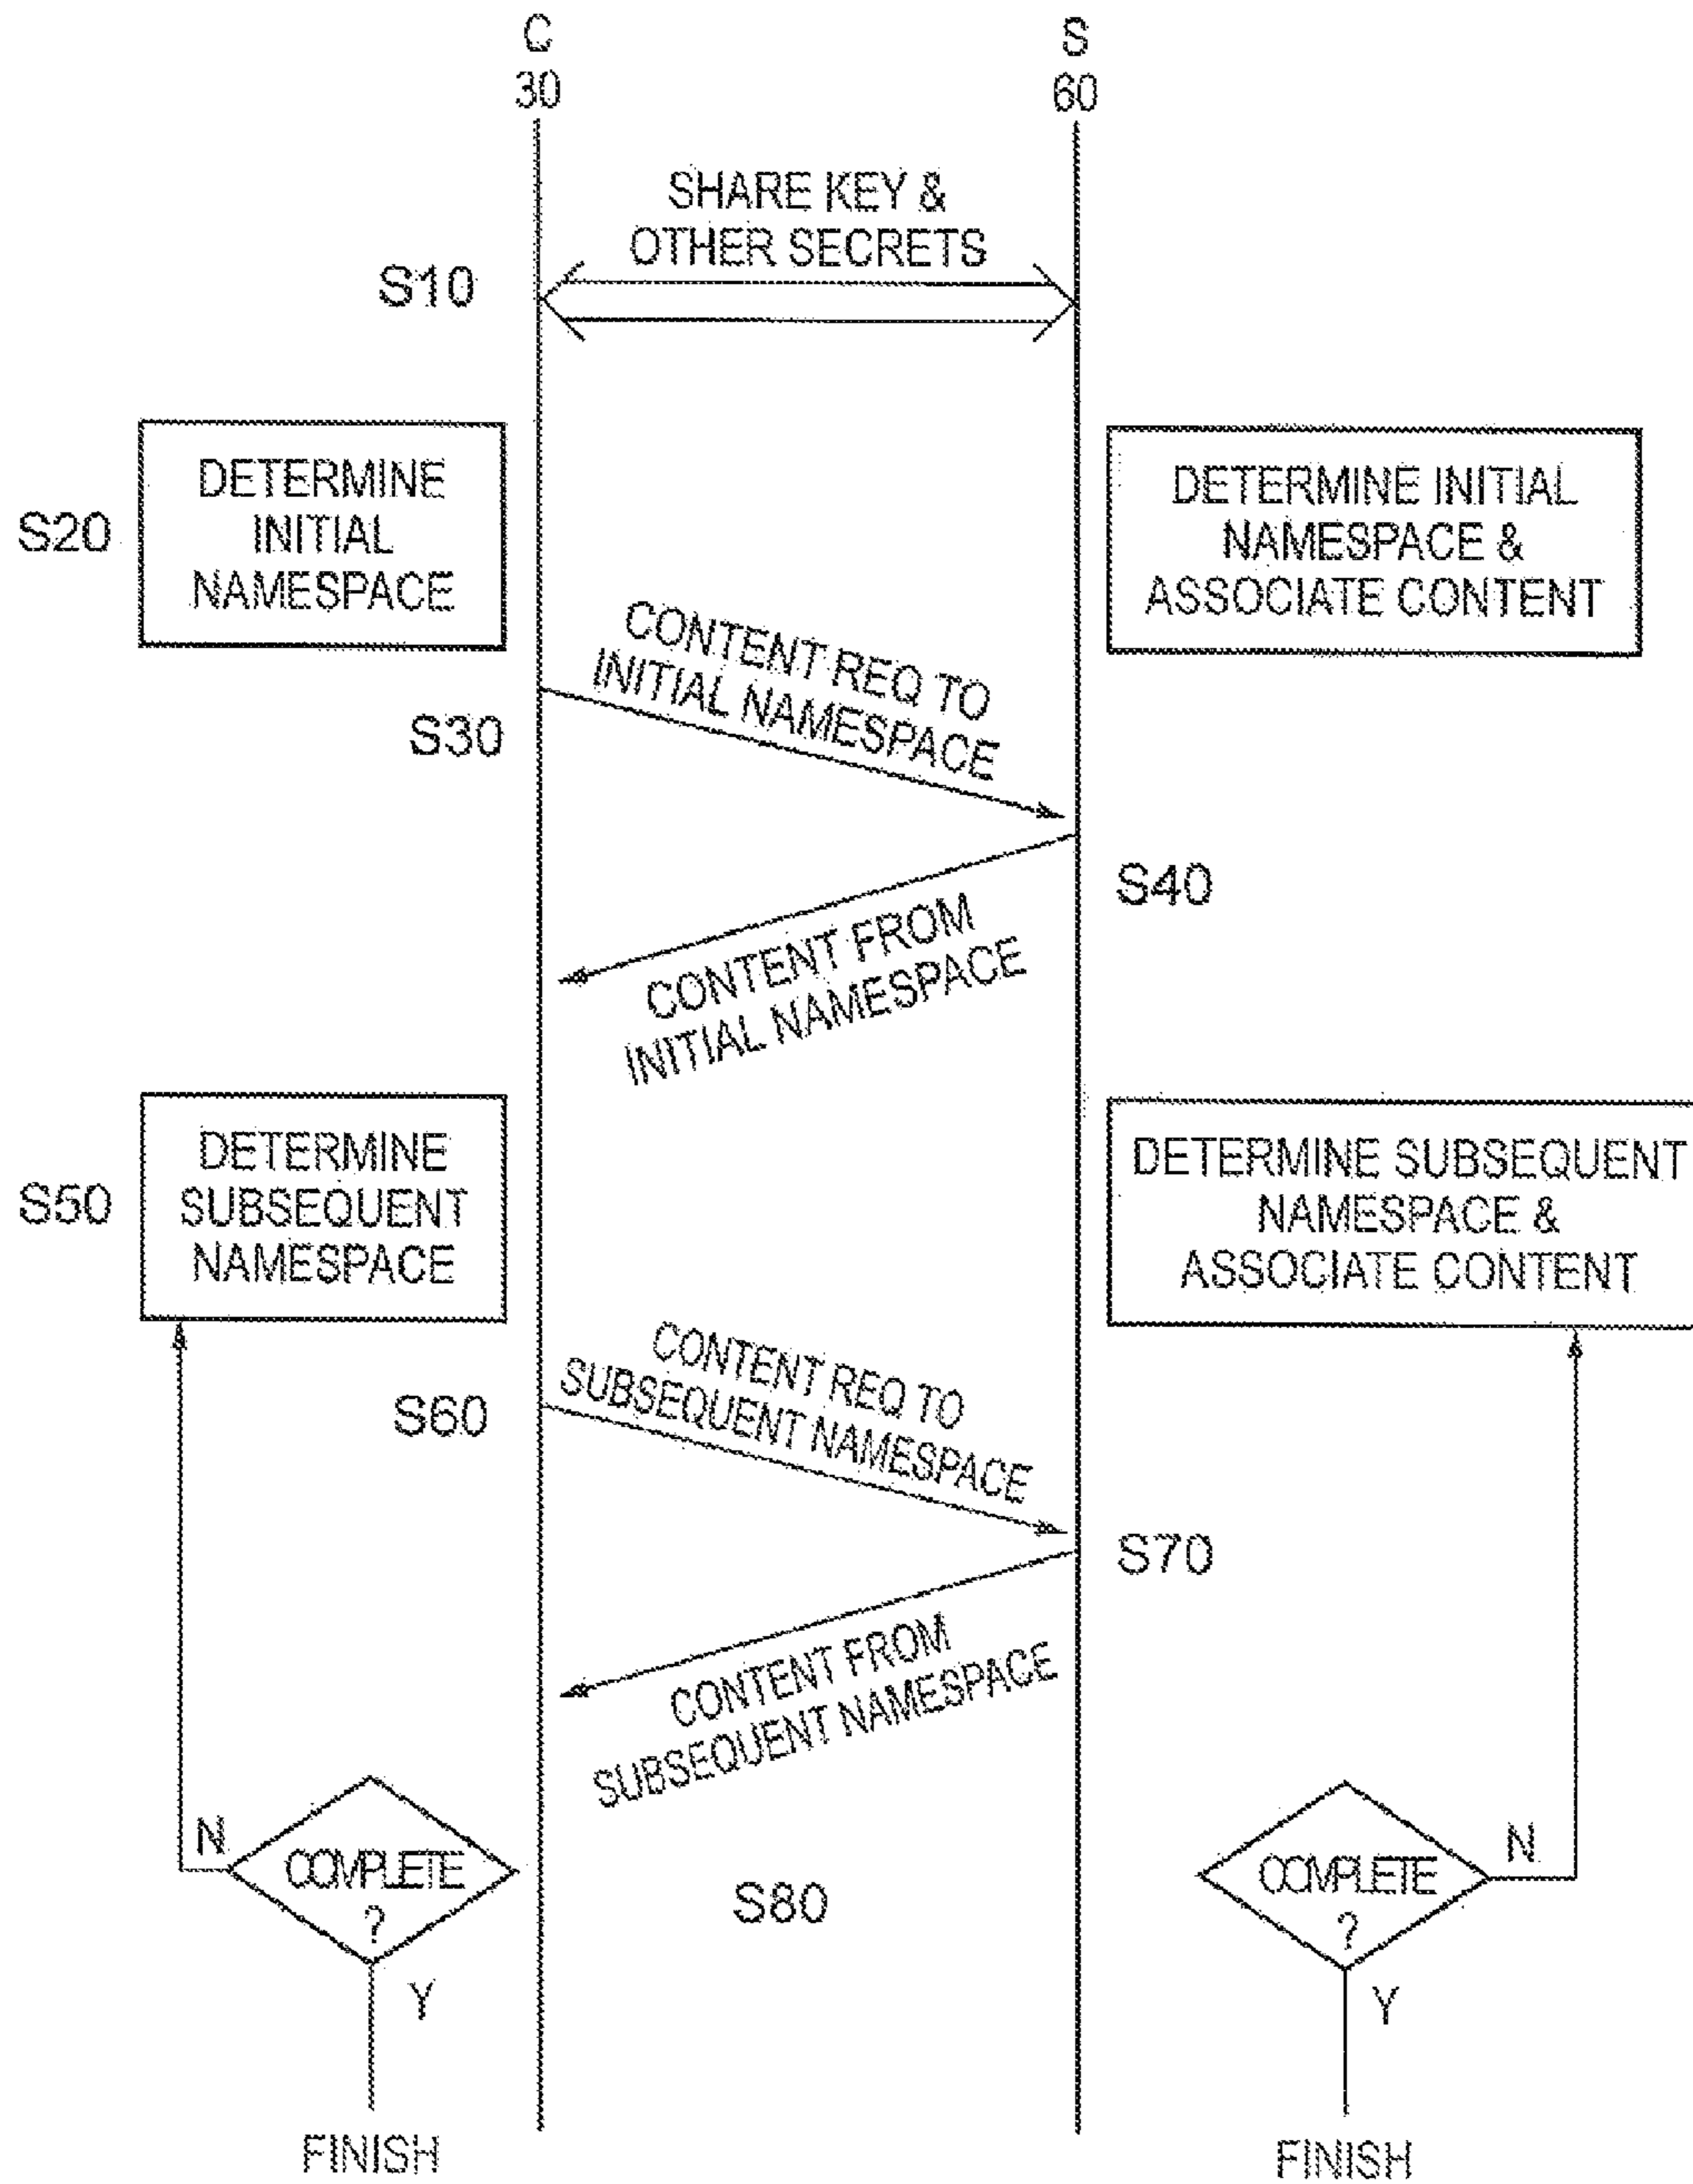 C
30
S
60
SHARE KEY &
OTHER SECRETS
S10
S20
DETERMINE
INITIAL
NAMESPACE
DETERMINE INITIAL
NAMESPACE &
ASSOCIATE CONTENT
CONTENT REQ TO
INITIAL NAMESPACE
S30
S40
CONTENT FROM
INITIAL NAMESPACE
S50
DETERMINE
SUBSEQUENT
NAMESPACE
DETERMINE SUBSEQUENT
NAMESPACE &
ASSOCIATE CONTENT
CONTENT REQ TO
SUBSEQUENT NAMESPACE
S60
S70
CONTENT FROM
SUBSEQUENT NAMESPACE
N
COMPLETE
?
Y
FINISH
S80
COMPLETE
?
N
Y
FINISH